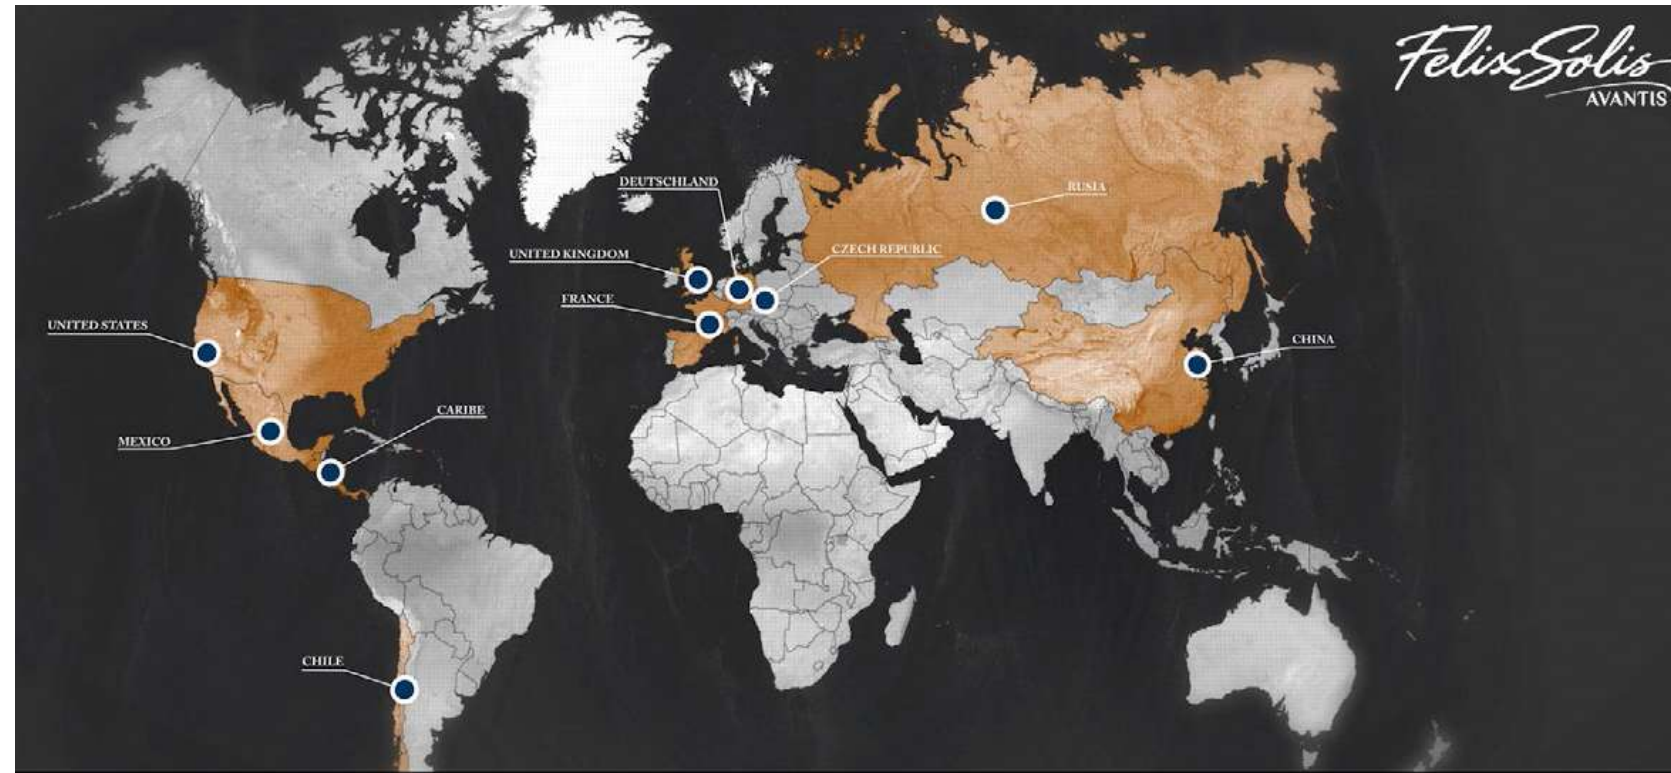 Felix Solis
AVANTIS
DEUTSCHLAND
RUSIA
UNITED KINGDOM
CZECH REPUBLIC
FRANCE
UNITED STATES
CHINA
CARIBE
MEXICO
CHILE